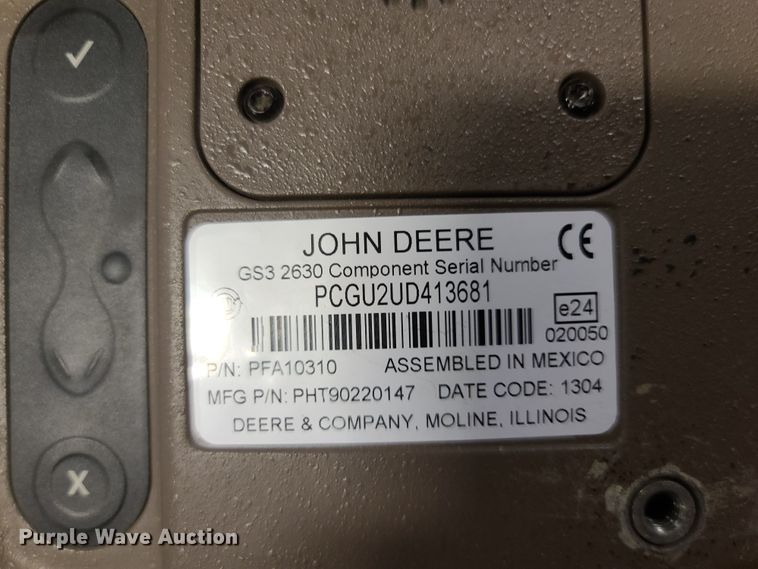 JOHN DEERE
CE
GS3 2630 Component Serial Number
PCGU2UD413681
e24
020050
P/N: PFA10310 ASSEMBLED IN MEXICO
MFG P/N: PHT90220147 DATE CODE: 1304
DEERE & COMPANY, MOLINE, ILLINOIS
X
Purple Wave Auction